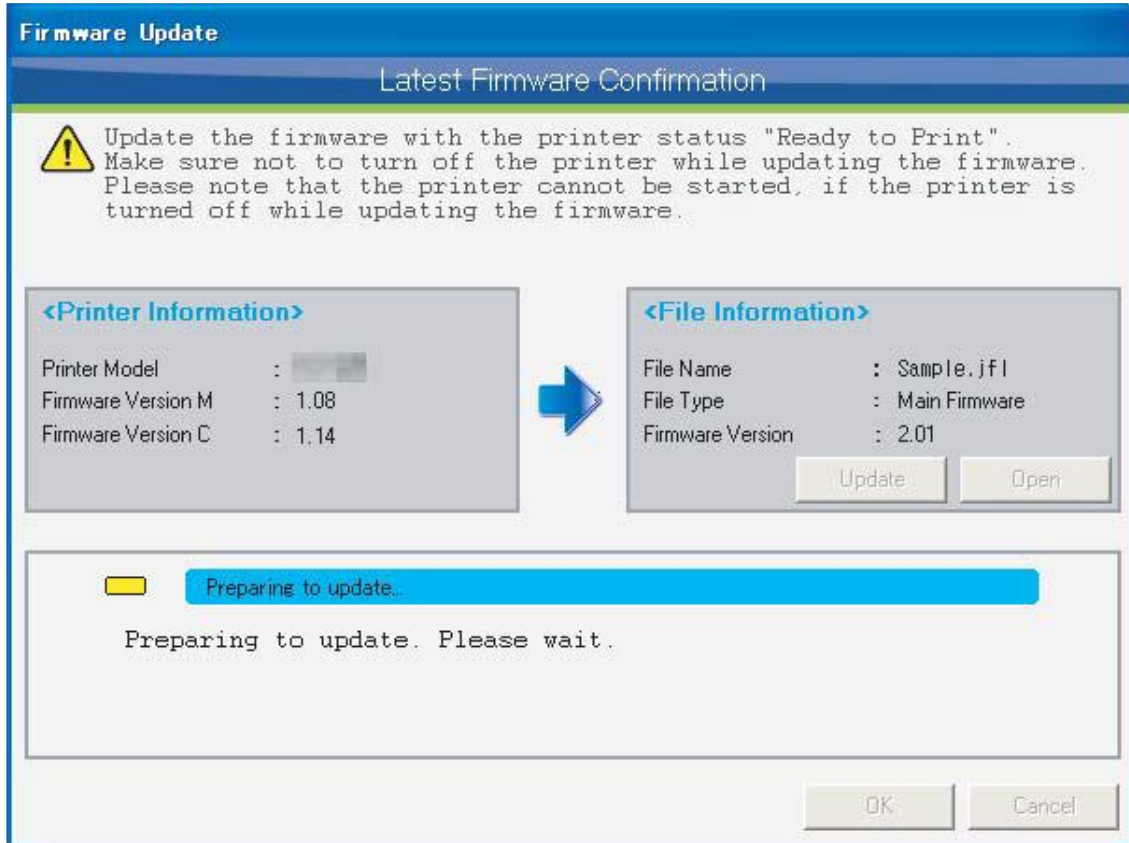 Firmware Update
Latest Firmware Confirmation
Update the firmware with the printer status "Ready to Print".
Make sure not to turn off the printer while updating the firmware.
Please note that the printer cannot be started, if the printer is
turned off while updating the firmware.
<Printer Information>
Printer Model :
Firmware Version M : 1.08
Firmware Version C : 1.14
<File Information>
File Name : Sample.jfl
File Type : Main Firmware
Firmware Version : 2.01
Update Open
Preparing to update...
Preparing to update. Please wait.
OK Cancel